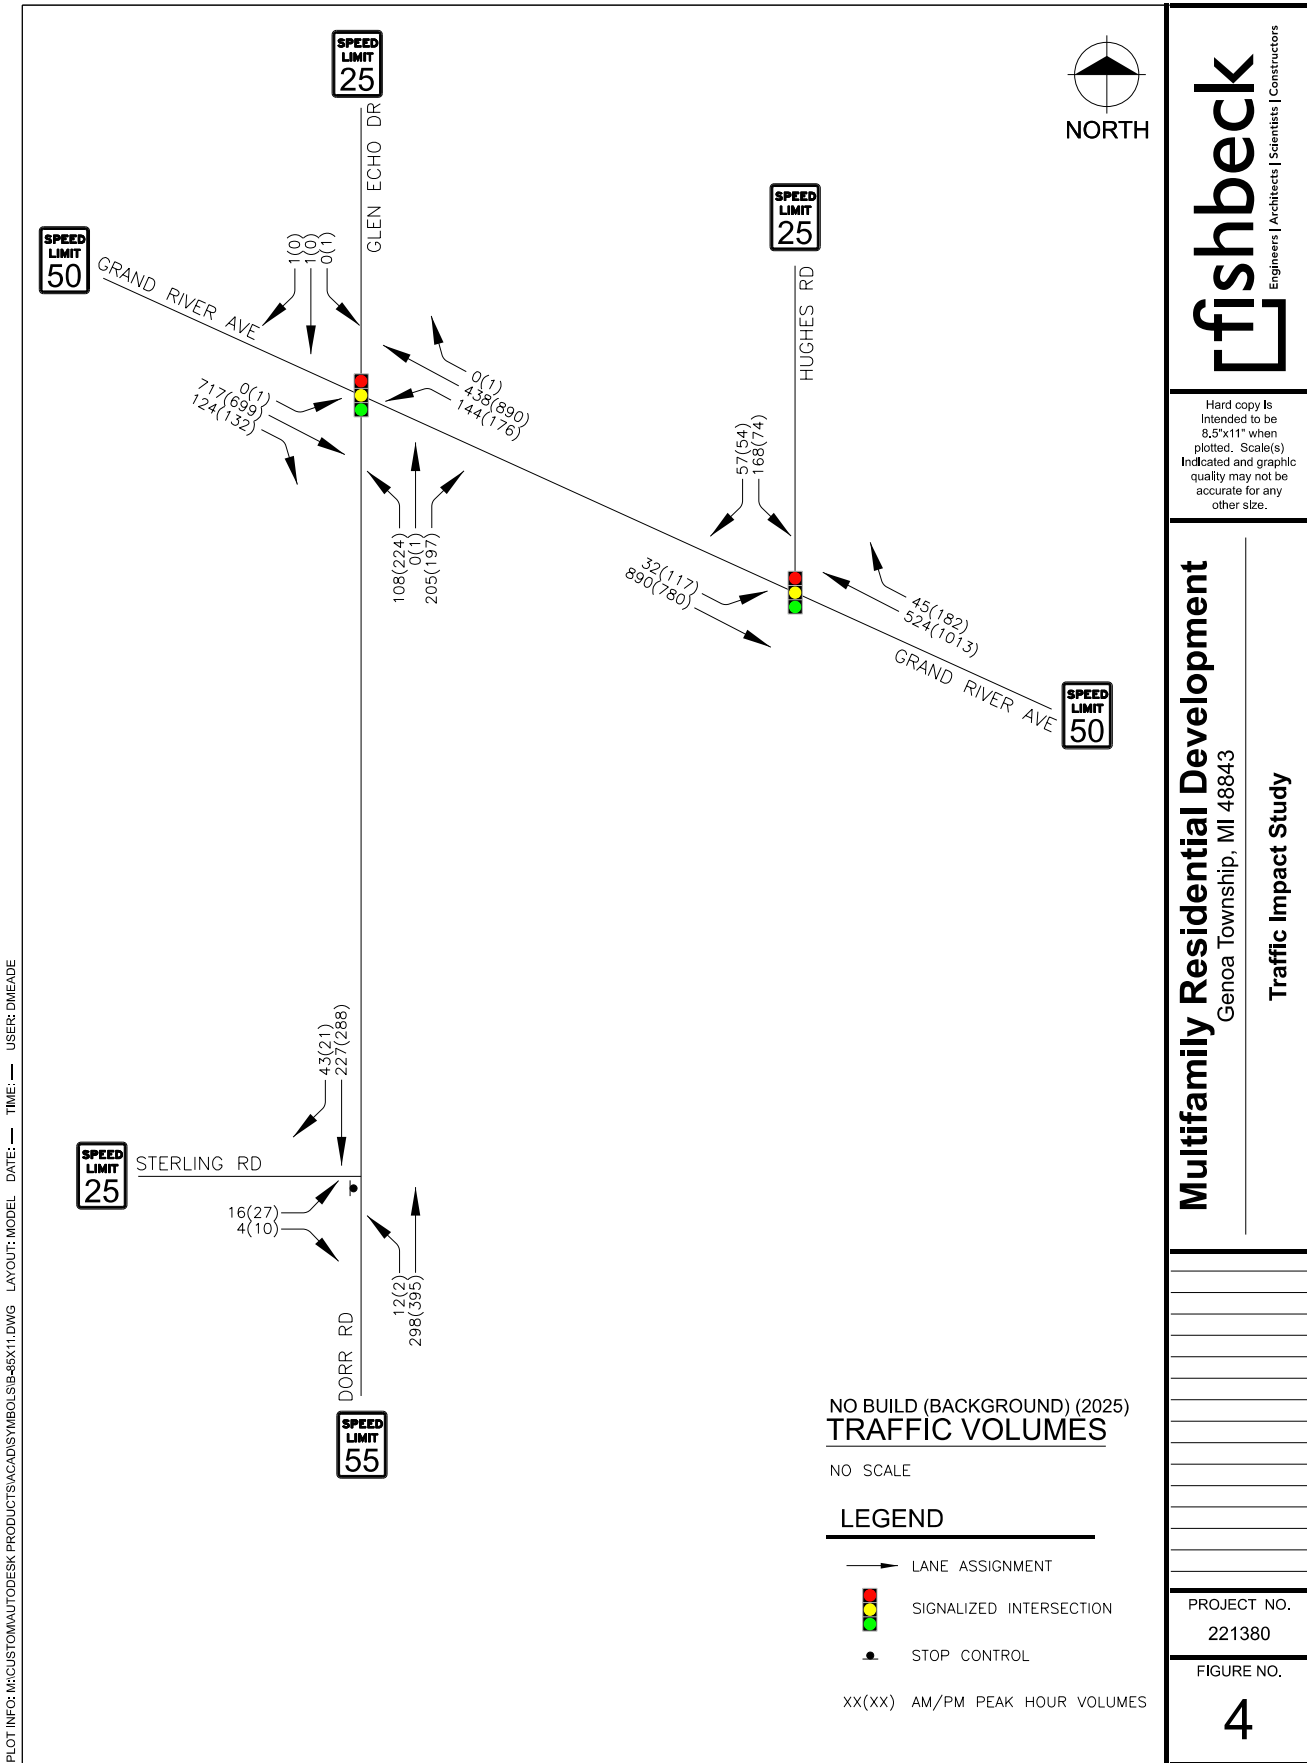 SPEED
LIMIT
25
GLEN ECHO DR
NORTH
SPEED
LIMIT
50
GRAND RIVER AVE
1(0)
1(0)
0(1)
SPEED
LIMIT
25
HUGHES RD
0(1)
717(699)
124(132)
0(1)
438(890)
144(176)
108(224)
0(1)
205(197)
57(54)
168(74)
32(117)
890(780)
45(182)
524(1013)
GRAND RIVER AVE
SPEED
LIMIT
50
43(21)
227(288)
SPEED
LIMIT
25
STERLING RD
16(27)
4(10)
12(2)
298(395)
DORR RD
SPEED
LIMIT
55
NO BUILD (BACKGROUND) (2025)
TRAFFIC VOLUMES
NO SCALE
LEGEND
LANE ASSIGNMENT
SIGNALIZED INTERSECTION
STOP CONTROL
XX(XX) AM/PM PEAK HOUR VOLUMES
fishbeck
Engineers | Architects | Scientists | Constructors
Hard copy is
intended to be
8.5"x11" when
plotted. Scale(s)
indicated and graphic
quality may not be
accurate for any
other size.
Multifamily Residential Development
Genoa Township, MI 48843
Traffic Impact Study
PROJECT NO.
221380
FIGURE NO.
4
PLOT INFO: M:\CUSTOM\AUTODESK PRODUCTS\ACAD\SYMBOLS\B-85X11.DWG LAYOUT: MODEL DATE: — TIME: — USER: DMEADE